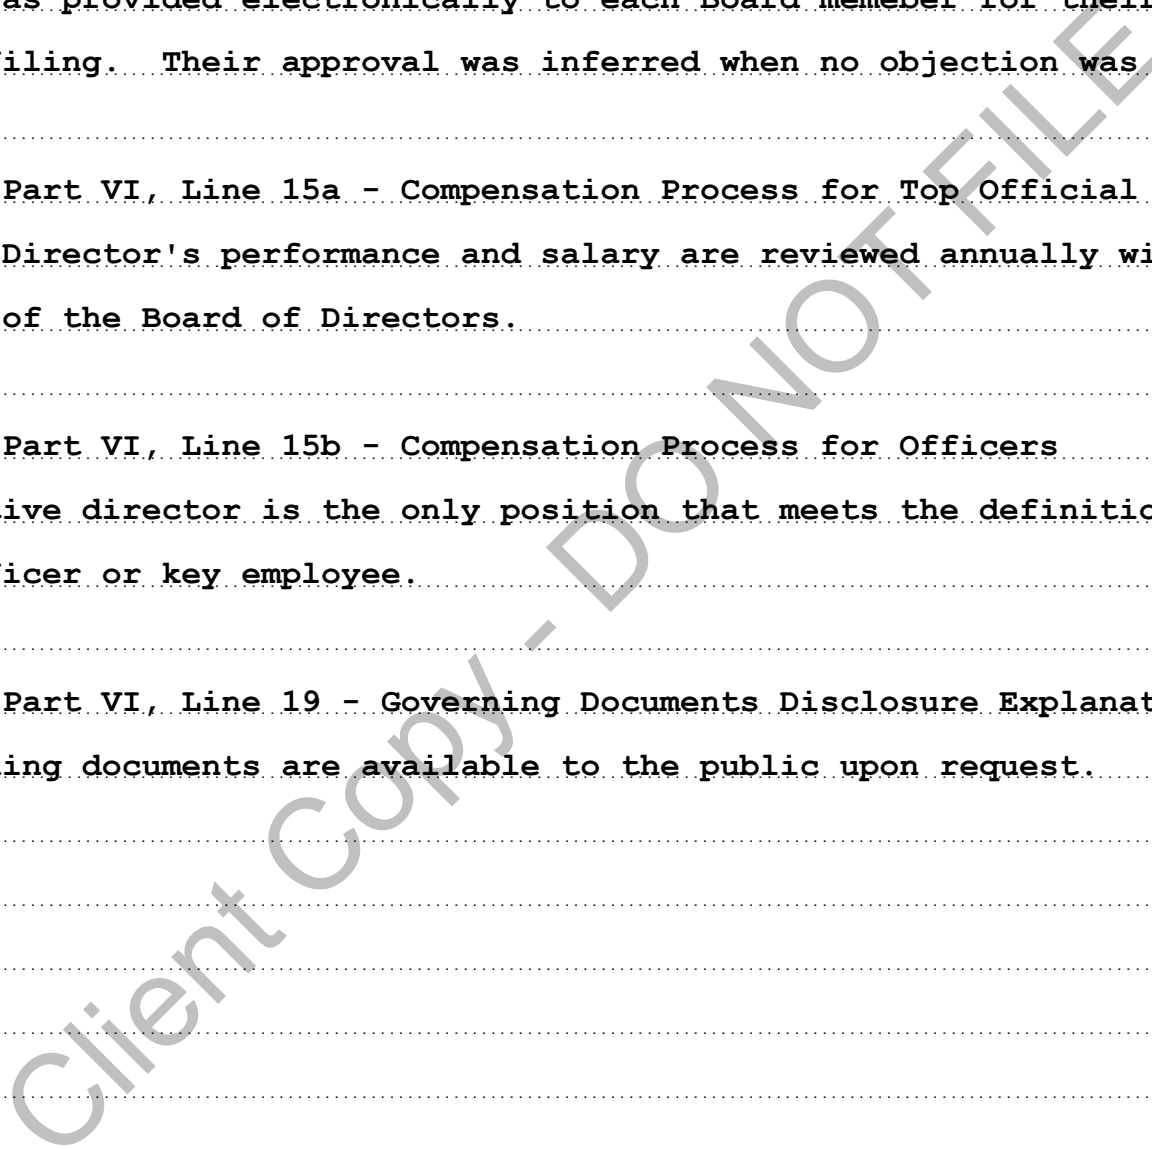 as provided electronically to each Board memeber for their
filing. Their approval was inferred when no objection was
Part VI, Line 15a - Compensation Process for Top Official
Director's performance and salary are reviewed annually wi
of the Board of Directors.
Part VI, Line 15b - Compensation Process for Officers
ive director is the only position that meets the definitio
icer or key employee.
Part VI, Line 19 - Governing Documents Disclosure Explanat
ing documents are available to the public upon request.
Client Copy - DO NOT FILE